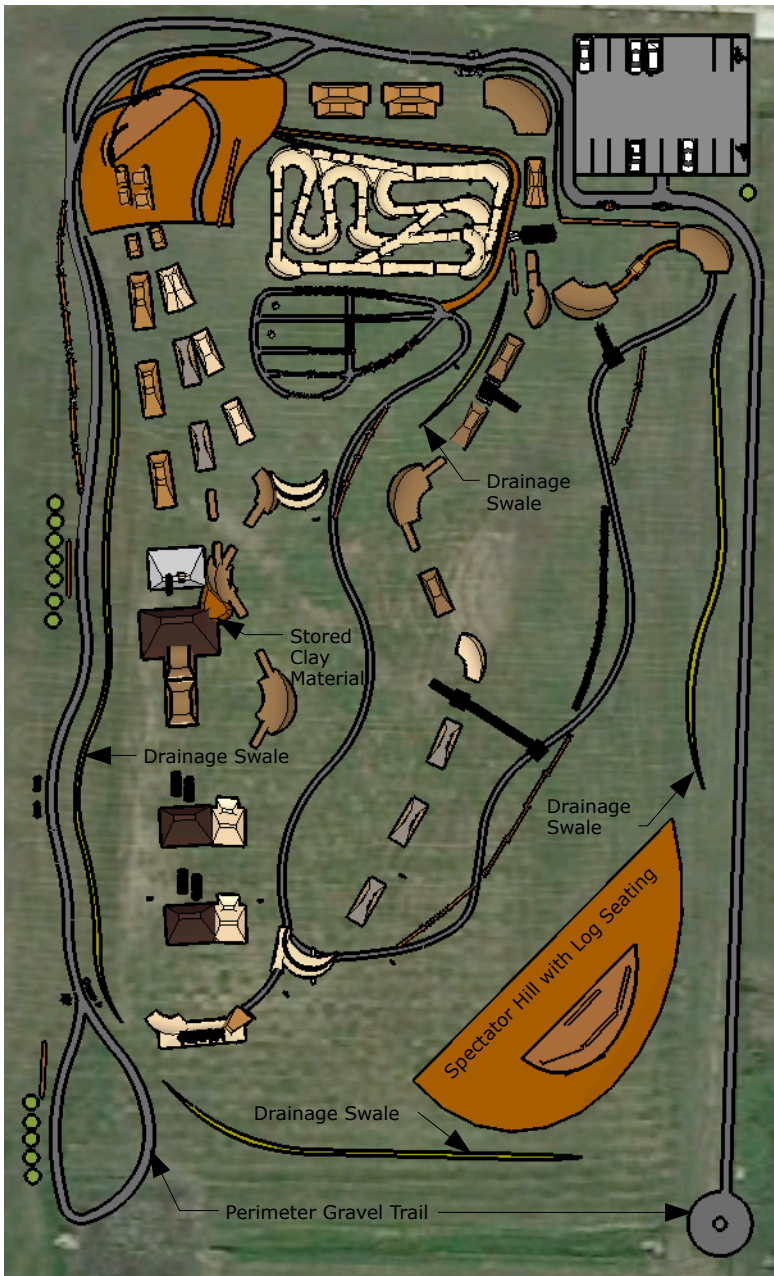 Drainage
Swale
Stored
Clay
Material
Drainage Swale
Drainage
Swale
Spectator Hill with Log Seating
Drainage Swale
Perimeter Gravel Trail